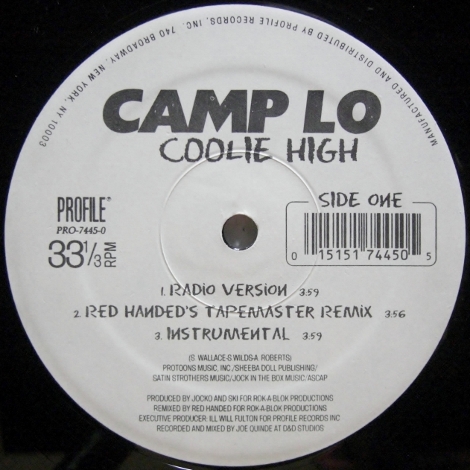 MANUFACTURED AND DISTRIBUTED BY PROFILE RECORDS, INC. 740 BROADWAY, NEW YORK, NY 10003
CAMP LO
COOLIE HIGH
PROFILE
PRO-7445-0
33 1/3 RPM
SIDE ONE
0 15151 74450 5
1. RADIO VERSION 3:59
2. RED HANDED'S TAPEMASTER REMIX 3:56
3. INSTRUMENTAL 3:59
(S. WALLACE-S WILDS-A. ROBERTS)
PROTOONS MUSIC, INC./SHEEBA DOLL PUBLISHING/
SATIN STROTHERS MUSIC/JOCK IN THE BOX MUSIC/ASCAP
PRODUCED BY JOCKO AND SKI FOR ROK-A-BLOK PRODUCTIONS
REMIXED BY RED HANDED FOR ROK-A-BLOK PRODUCTIONS
EXECUTIVE PRODUCER: ILL WILL FULTON FOR PROFILE RECORDS INC
RECORDED AND MIXED BY JOE QUINDE AT D&D STUDIOS